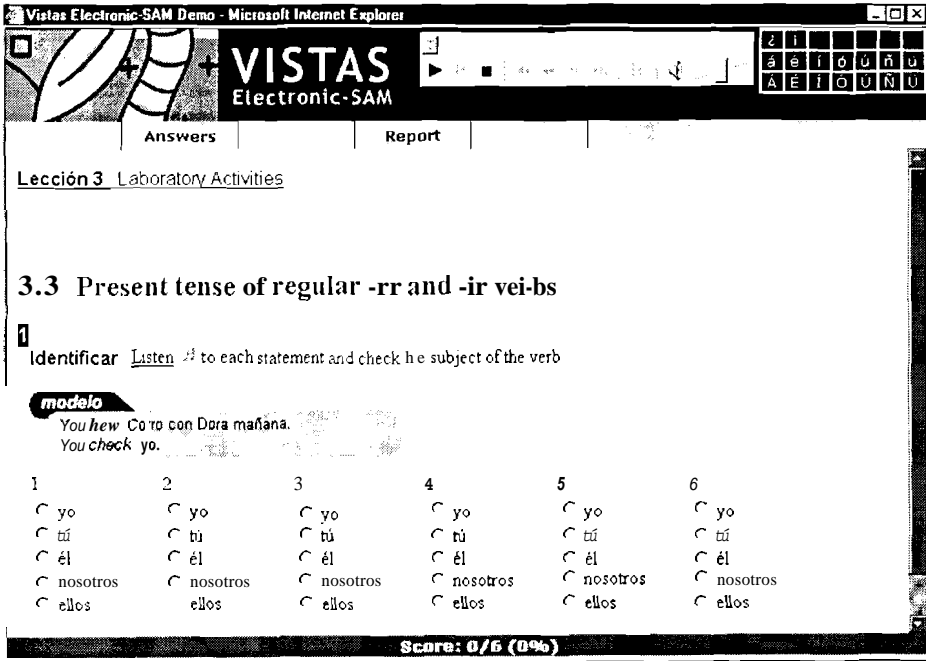 Vistas Electronic-SAM Demo - Microsoft Internet Explorer
VISTAS
Electronic-SAM
¿ ¡
á é í ó ú ñ ü
Á É Í Ó Ú Ñ Ü
Answers Report
Lección 3 Laboratory Activities
3.3 Present tense of regular -rr and -ir vei-bs
1
Identificar Listen to each statement and check h e subject of the verb
modelo
You hew Co ro con Dora mañana.
You check yo.
1 2 3 4 5 6
yo yo yo yo yo yo
tú tú tú tú tú tú
él él él él él él
nosotros nosotros nosotros nosotros nosotros nosotros
ellos ellos ellos ellos ellos ellos
Score: 0/6 (0%)